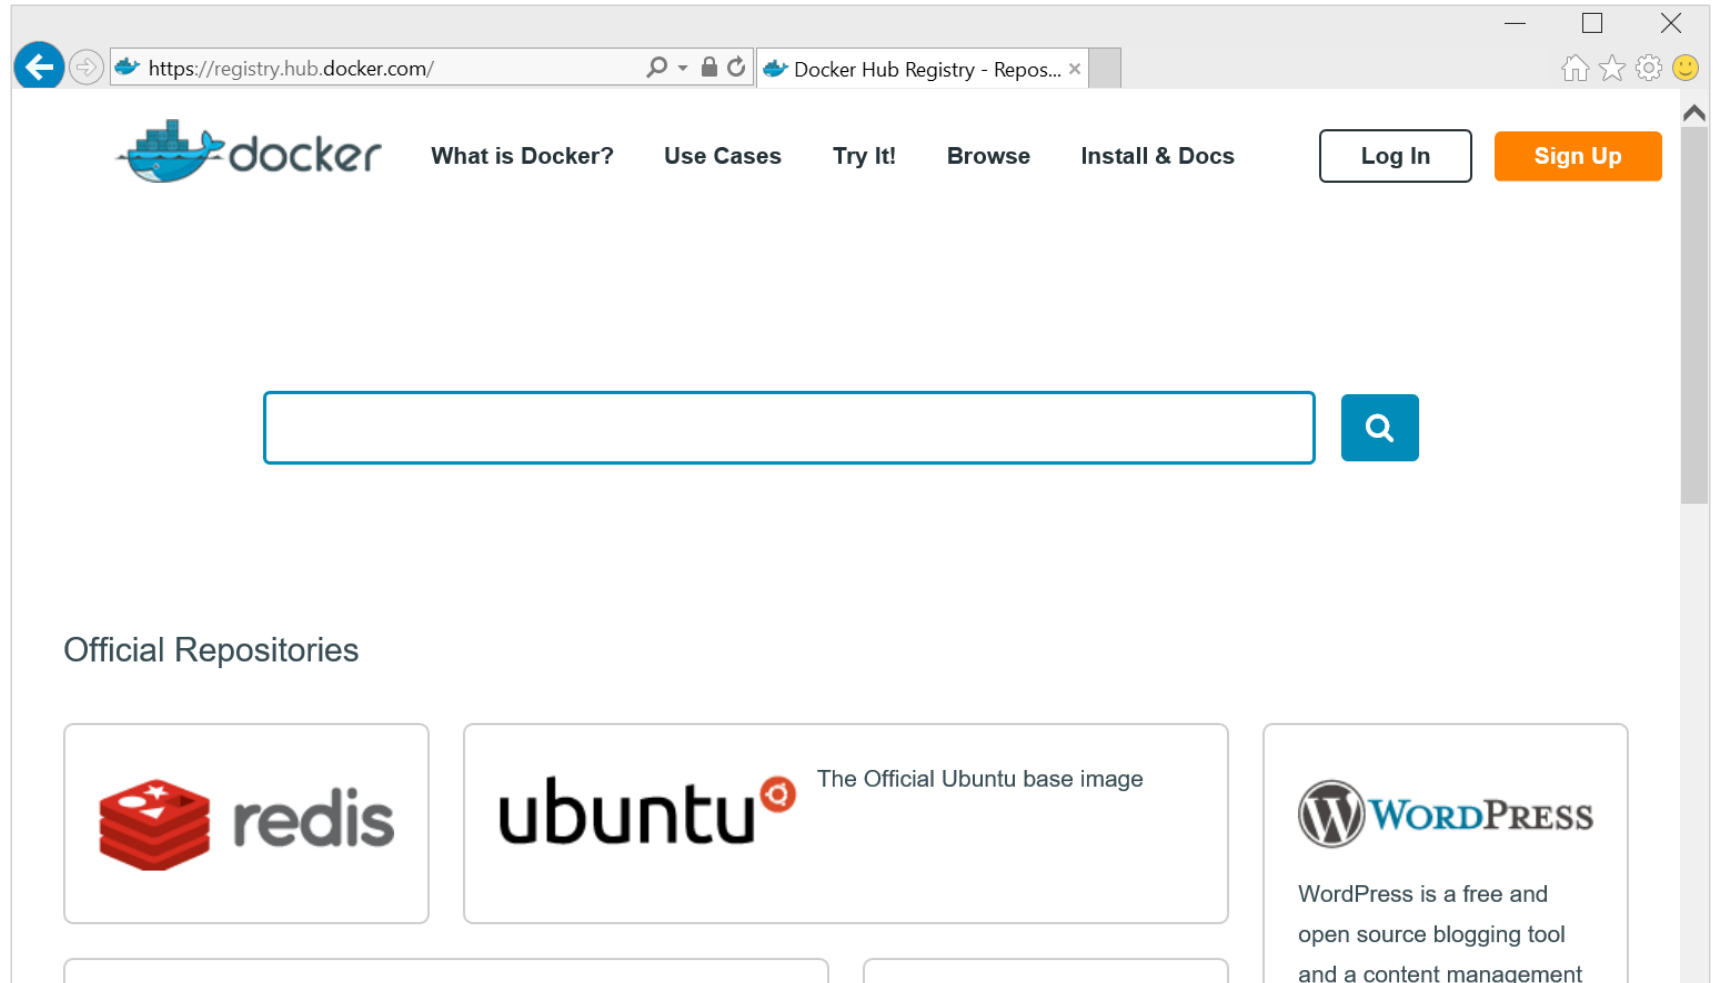 https://registry.hub.docker.com/
Docker Hub Registry - Repos...
docker
What is Docker?
Use Cases
Try It!
Browse
Install & Docs
Log In
Sign Up
Official Repositories
redis
ubuntu
The Official Ubuntu base image
WORDPRESS
WordPress is a free and
open source blogging tool
and a content management